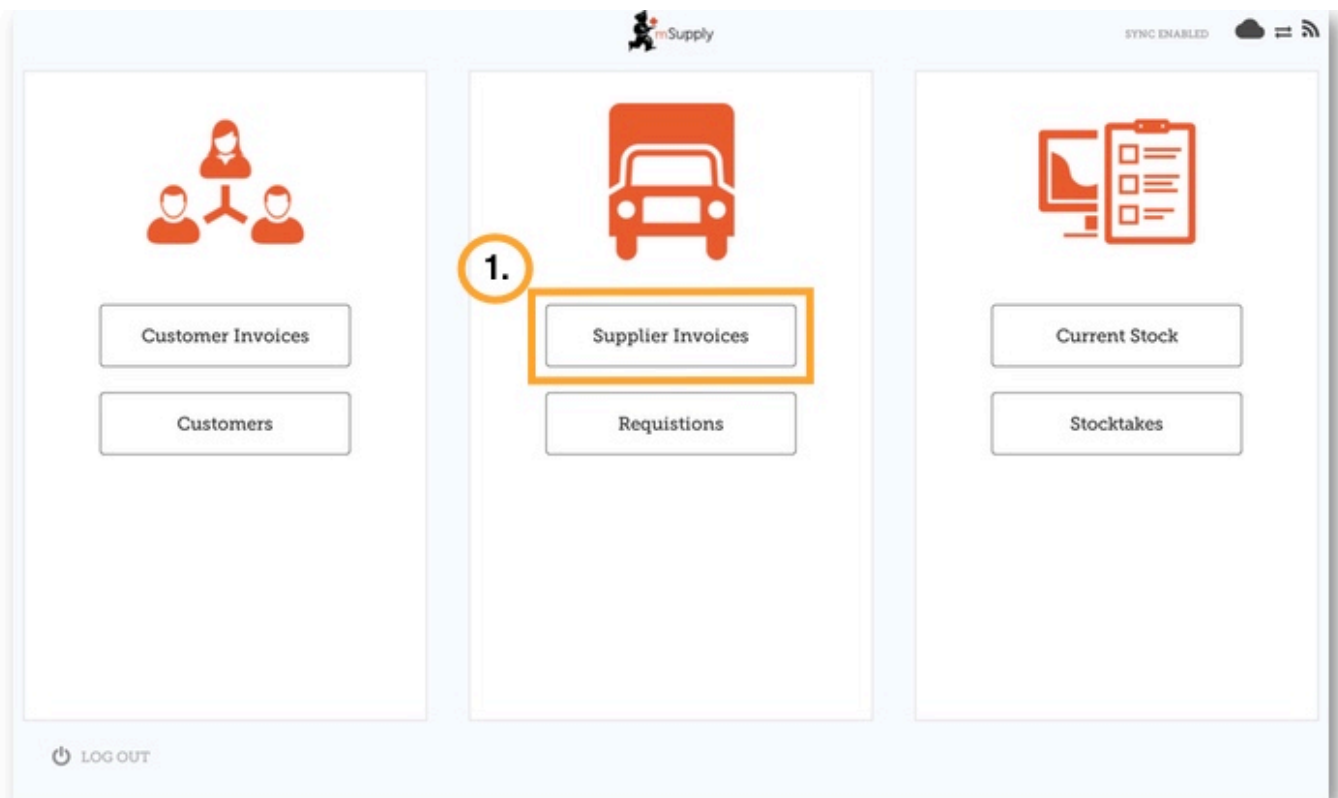 mSupply
SYNC ENABLED
1.
Customer Invoices
Supplier Invoices
Current Stock
Customers
Requistions
Stocktakes
LOG OUT